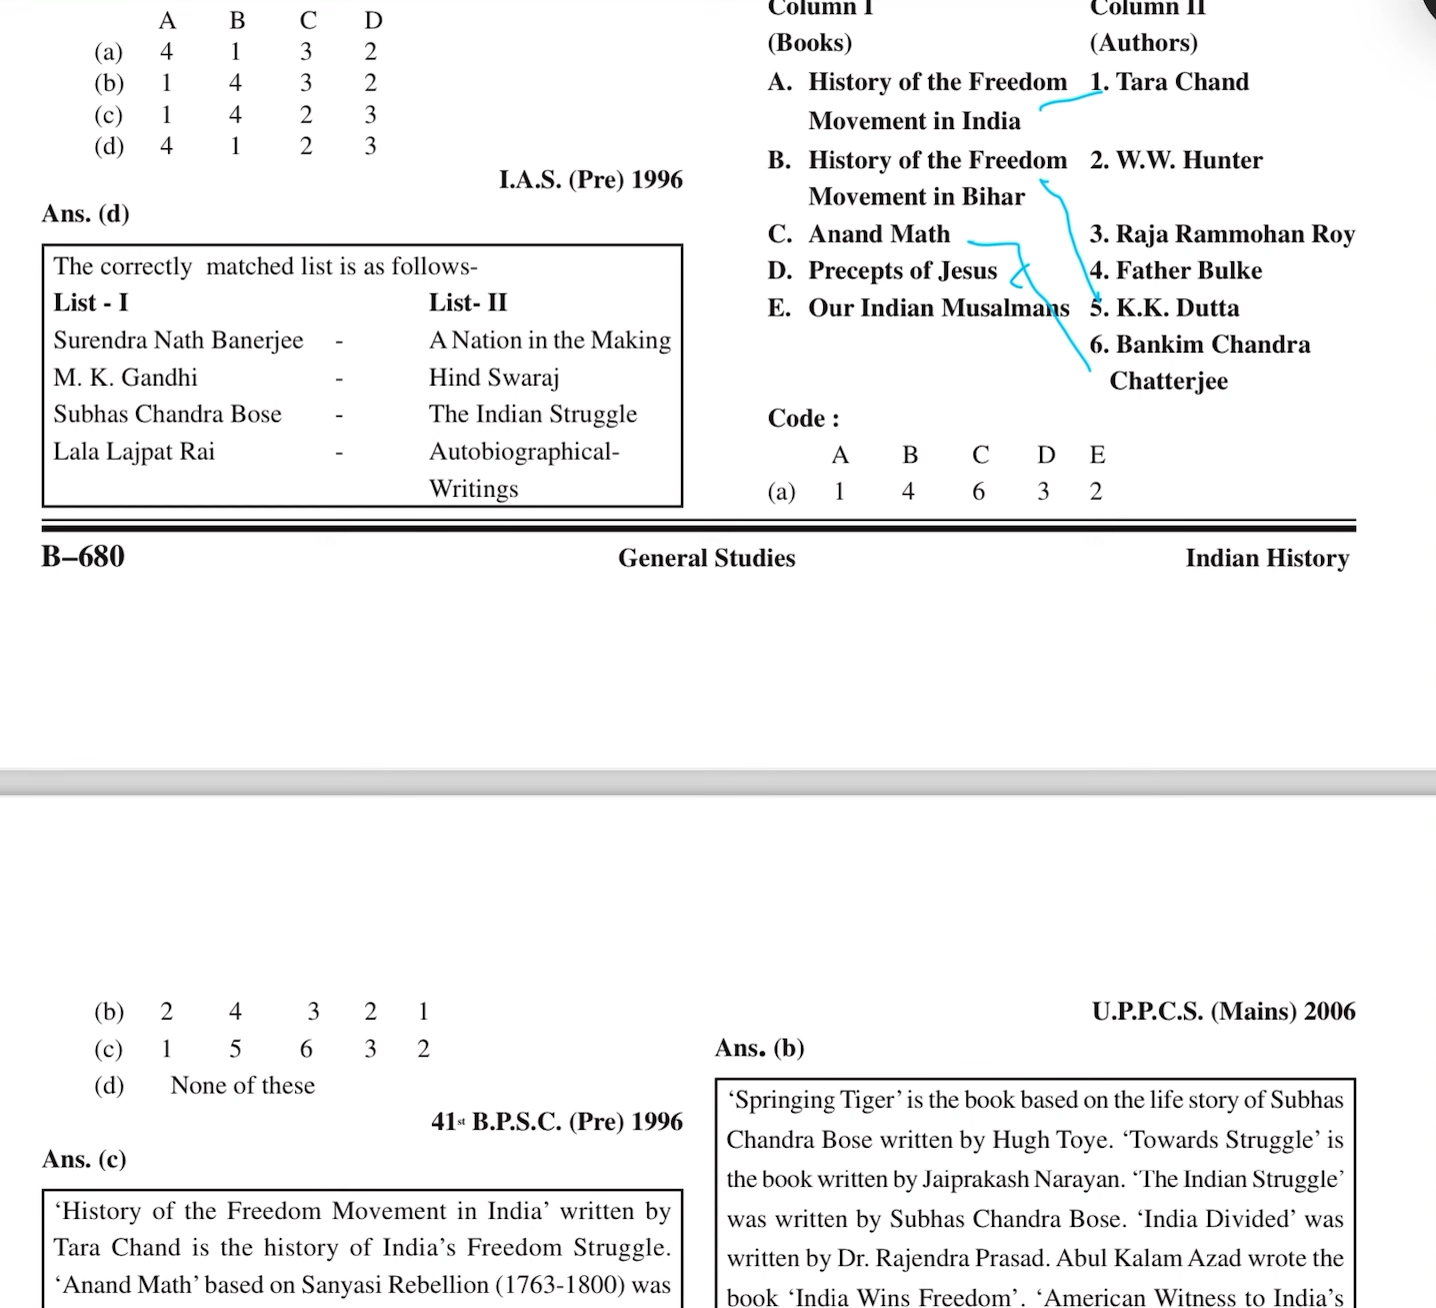 A B C D
(a) 4 1 3 2
(b) 1 4 3 2
(c) 1 4 2 3
(d) 4 1 2 3
I.A.S. (Pre) 1996
Ans. (d)
The correctly matched list is as follows-
List - I List- II
Surendra Nath Banerjee - A Nation in the Making
M. K. Gandhi - Hind Swaraj
Subhas Chandra Bose - The Indian Struggle
Lala Lajpat Rai - Autobiographical-
Writings
Column I Column II
(Books) (Authors)
A. History of the Freedom 1. Tara Chand
Movement in India
B. History of the Freedom 2. W.W. Hunter
Movement in Bihar
C. Anand Math 3. Raja Rammohan Roy
D. Precepts of Jesus 4. Father Bulke
E. Our Indian Musalmans 5. K.K. Dutta
6. Bankim Chandra
Chatterjee
Code :
A B C D E
(a) 1 4 6 3 2
B–680 General Studies Indian History
(b) 2 4 3 2 1
(c) 1 5 6 3 2
(d) None of these
41st B.P.S.C. (Pre) 1996
Ans. (c)
‘History of the Freedom Movement in India’ written by
Tara Chand is the history of India’s Freedom Struggle.
‘Anand Math’ based on Sanyasi Rebellion (1763-1800) was
U.P.P.C.S. (Mains) 2006
Ans. (b)
‘Springing Tiger’ is the book based on the life story of Subhas
Chandra Bose written by Hugh Toye. ‘Towards Struggle’ is
the book written by Jaiprakash Narayan. ‘The Indian Struggle’
was written by Subhas Chandra Bose. ‘India Divided’ was
written by Dr. Rajendra Prasad. Abul Kalam Azad wrote the
book ‘India Wins Freedom’. ‘American Witness to India’s